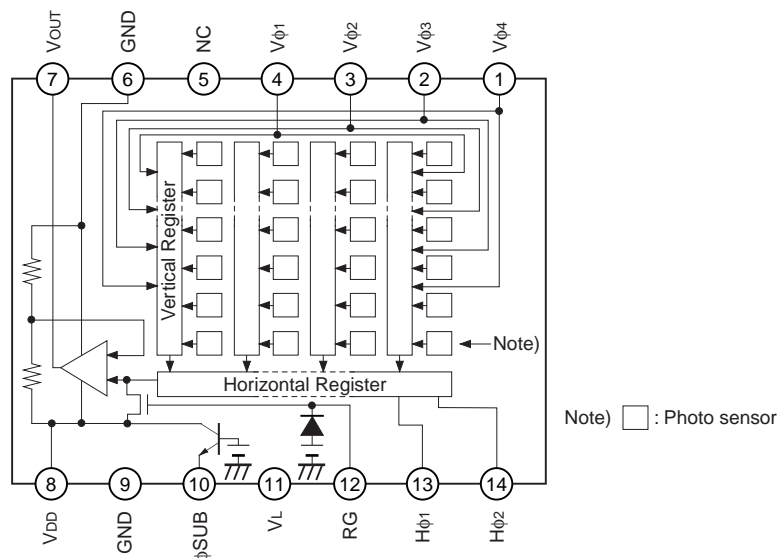 VOUT
GND
NC
Vφ1
Vφ2
Vφ3
Vφ4
7
6
5
4
3
2
1
Vertical Register
Note)
Horizontal Register
Note) : Photo sensor
8
9
10
11
12
13
14
VDD
GND
φSUB
VL
RG
Hφ1
Hφ2